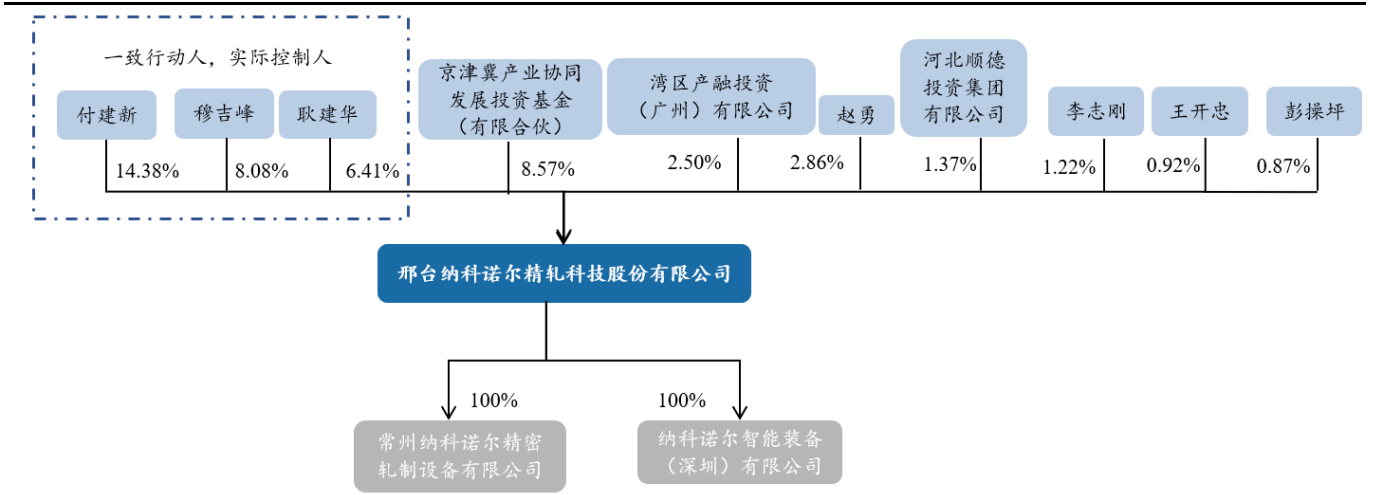 一致行动人，实际控制人
付建新
穆吉峰
耿建华
京津冀产业协同
发展投资基金
（有限合伙）
湾区产融投资
（广州）有限公司
赵勇
河北顺德
投资集团
有限公司
李志刚
王开忠
彭操坪
14.38%
8.08%
6.41%
8.57%
2.50%
2.86%
1.37%
1.22%
0.92%
0.87%
邢台纳科诺尔精轧科技股份有限公司
100%
100%
常州纳科诺尔精密
轧制设备有限公司
纳科诺尔智能装备
（深圳）有限公司